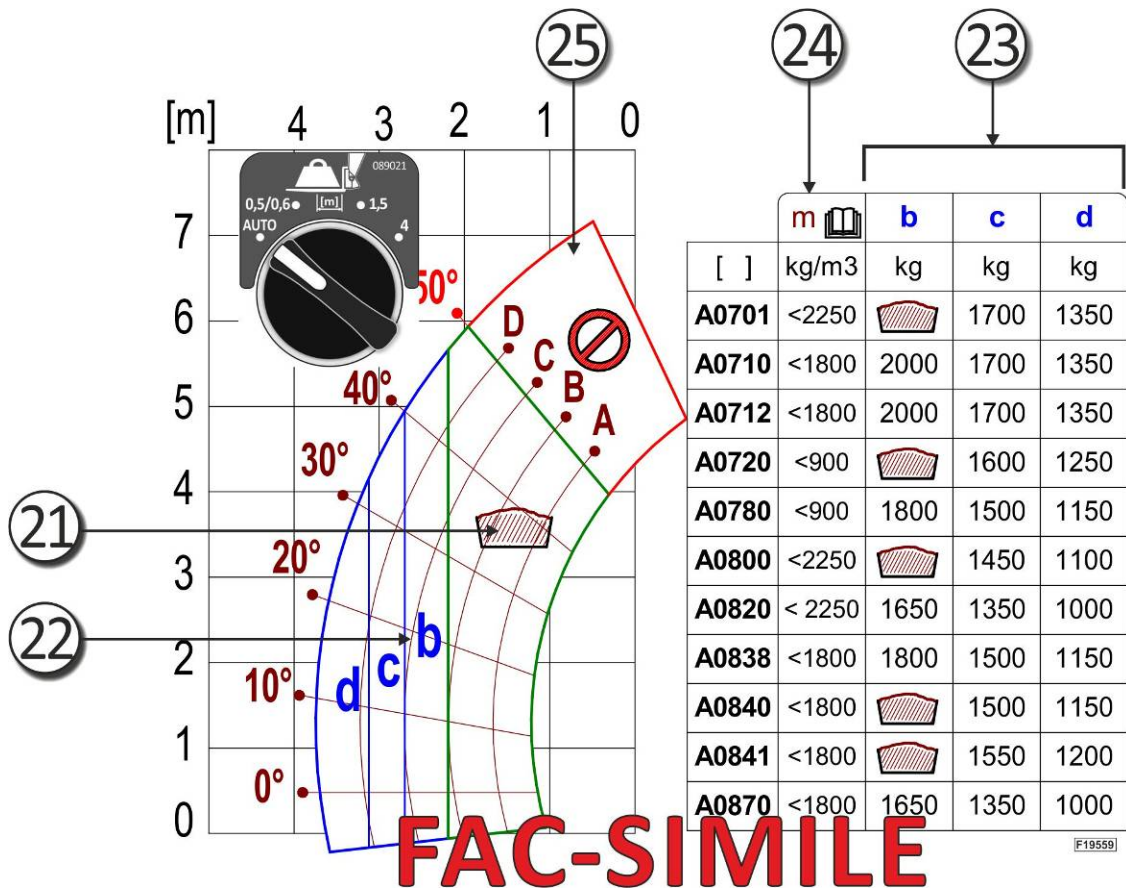 25
24
23
[m] 4 3 2 1 0
089021
0,5/0,6 [m] 1,5
AUTO 4
7
6
5
4
3
2
1
0
50°
40°
30°
20°
10°
0°
D
C
B
A
21
22
b
c
d
m b c d
[ ] kg/m3 kg kg kg
A0701 <2250 1700 1350
A0710 <1800 2000 1700 1350
A0712 <1800 2000 1700 1350
A0720 <900 1600 1250
A0780 <900 1800 1500 1150
A0800 <2250 1450 1100
A0820 < 2250 1650 1350 1000
A0838 <1800 1800 1500 1150
A0840 <1800 1500 1150
A0841 <1800 1550 1200
A0870 <1800 1650 1350 1000
FAC-SIMILE
F19559